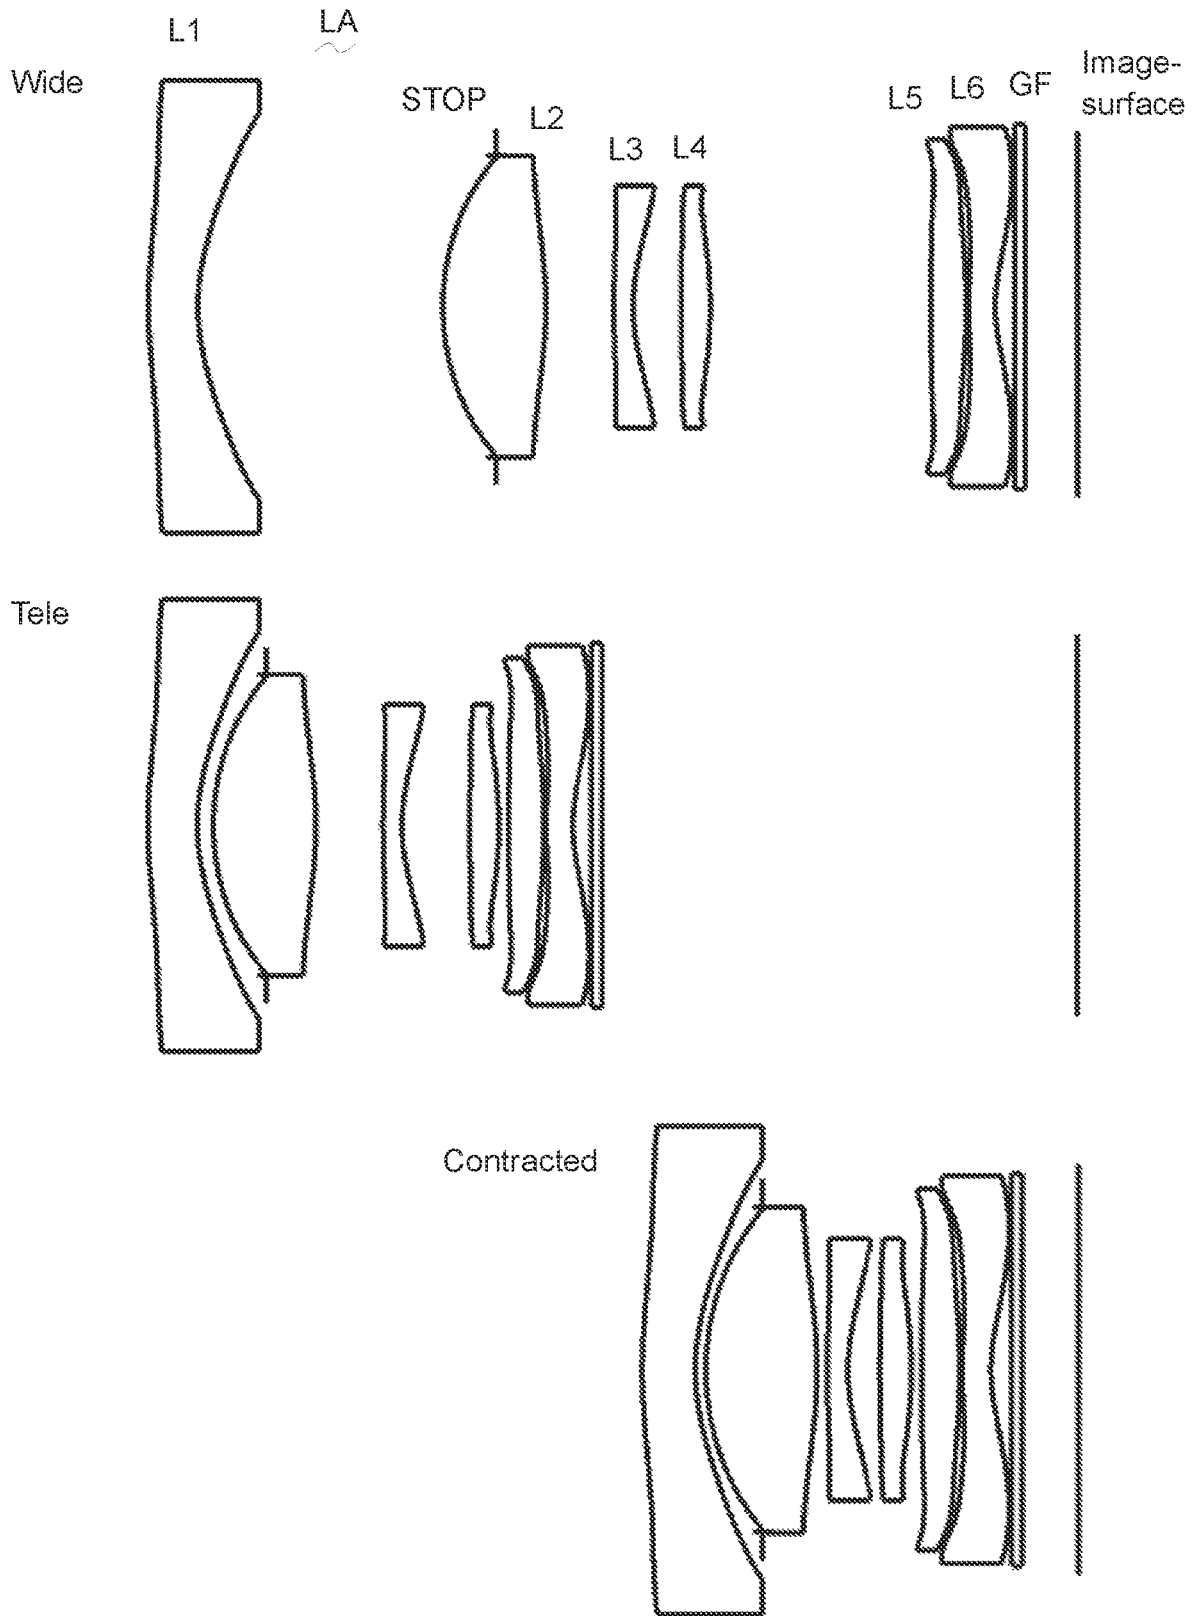 L1
LA
Wide
STOP
L2
L3
L4
L5
L6
GF
Image-
surface
Tele
Contracted